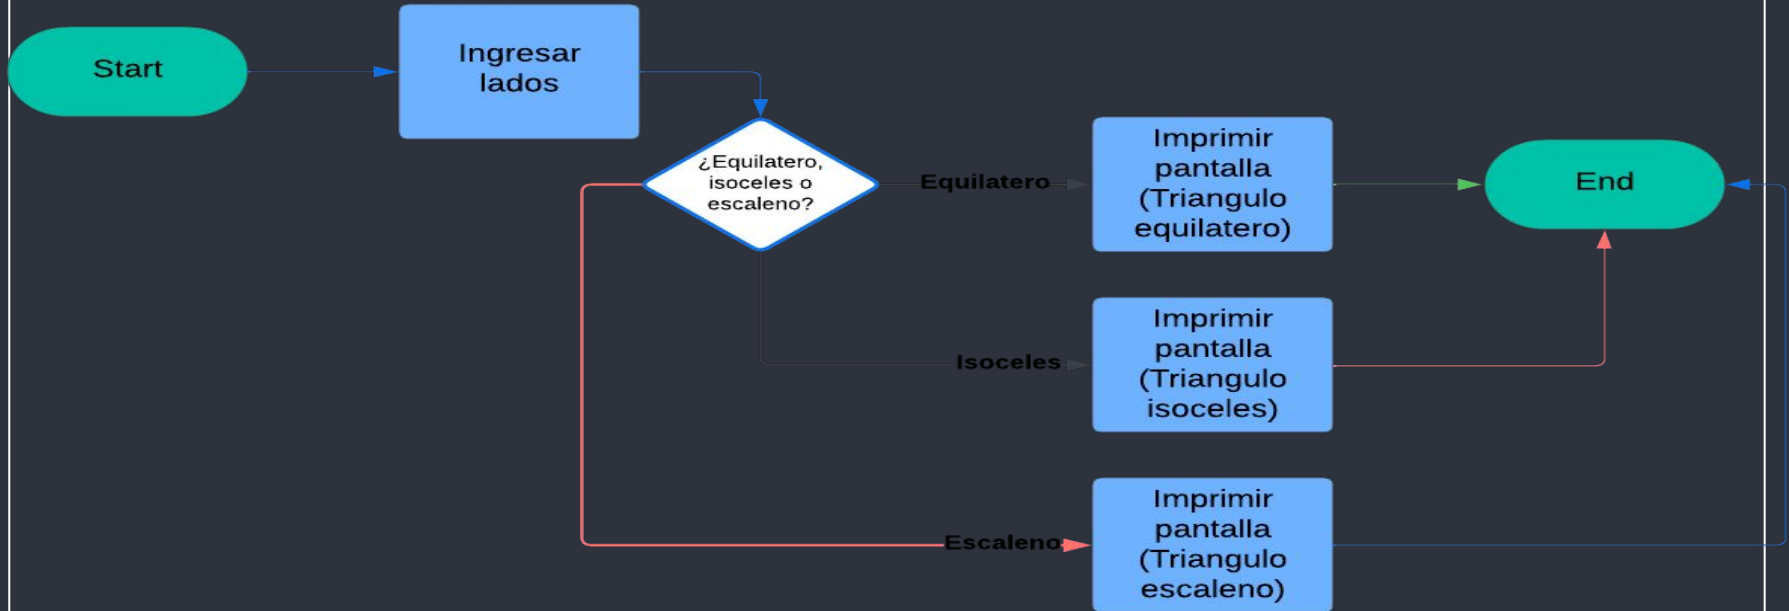 Start
Ingresar
lados
¿Equilatero,
isoceles o
escaleno?
Equilatero
Imprimir
pantalla
(Triangulo
equilatero)
End
Isoceles
Imprimir
pantalla
(Triangulo
isoceles)
Escaleno
Imprimir
pantalla
(Triangulo
escaleno)